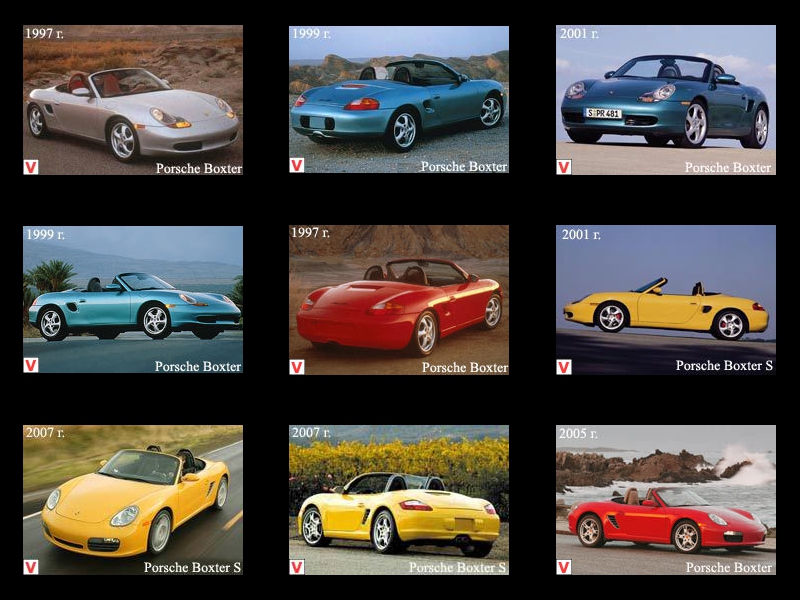 1997 г.
1999 г.
2001 г.
S PR 481
V Porsche Boxter
V Porsche Boxter
V Porsche Boxter
1999 г.
1997 г.
2001 г.
V Porsche Boxter
V Porsche Boxter
V Porsche Boxter S
2007 г.
2007 г.
2005 г.
V Porsche Boxter S
V Porsche Boxter S
V Porsche Boxter